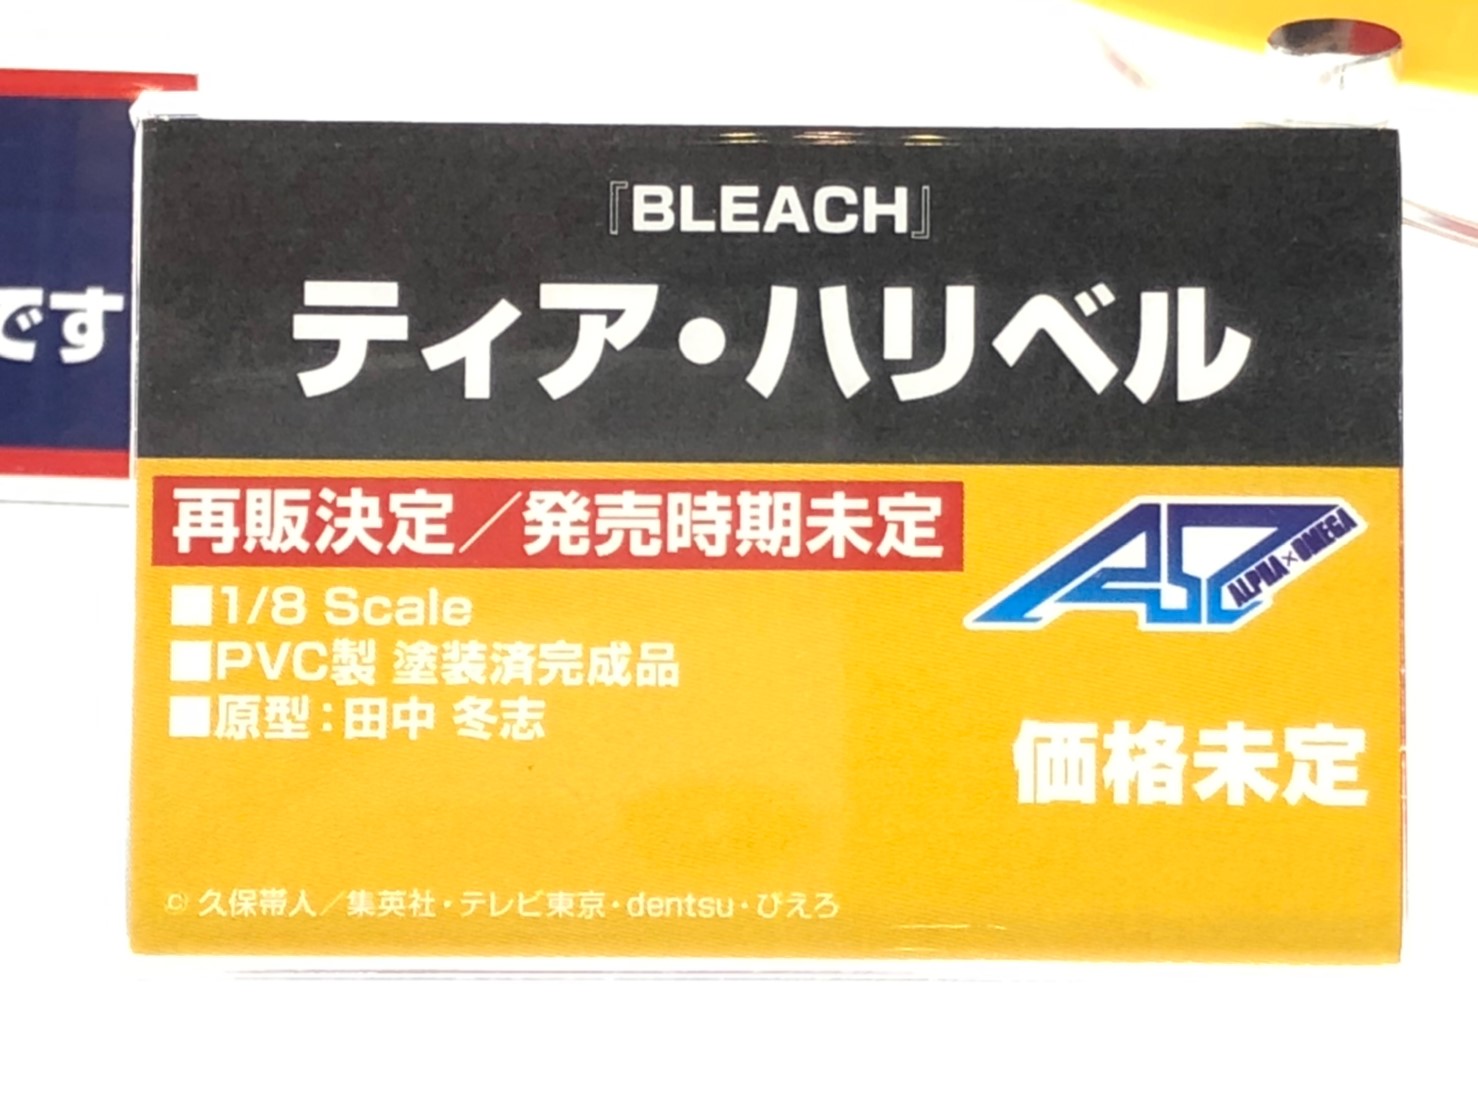 『BLEACH』
ティア・ハリベル
再販決定／発売時期未定
ALPHA×OMEGA
■1/8 Scale
■PVC製 塗装済完成品
■原型：田中 冬志
価格未定
© 久保帯人／集英社・テレビ東京・dentsu・ぴえろ
です